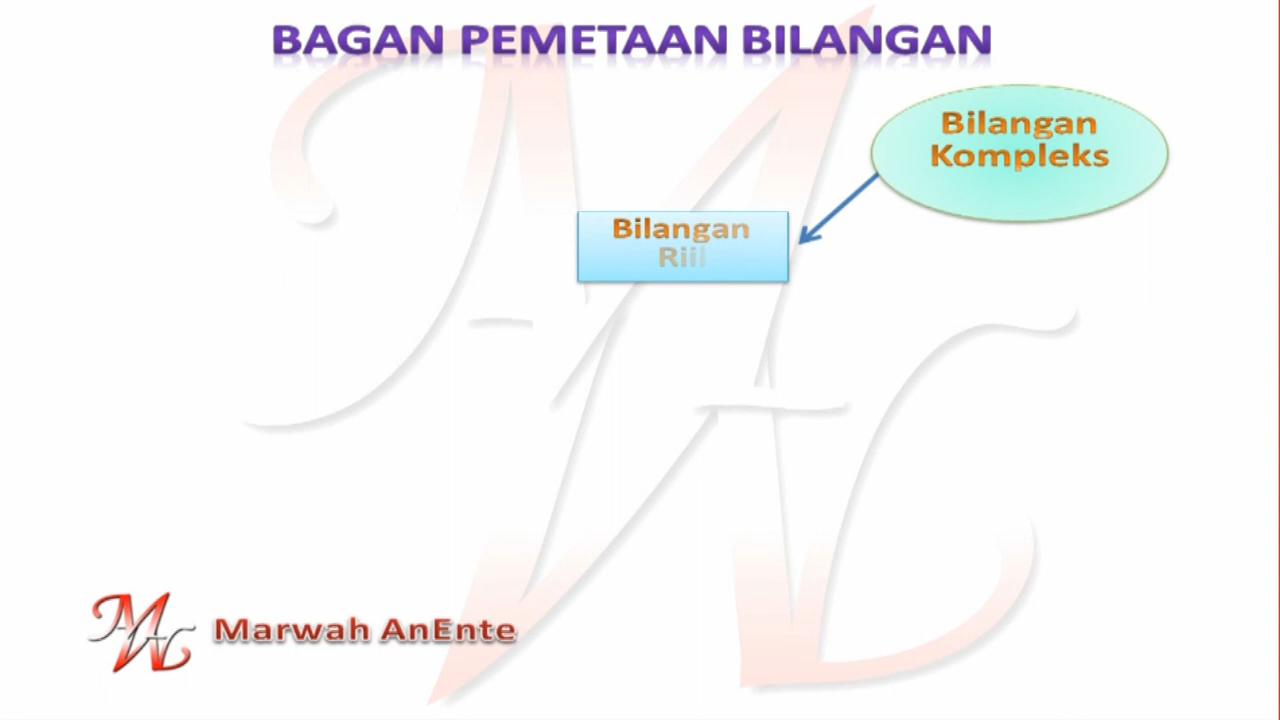 BAGAN PEMETAAN BILANGAN
Bilangan
Kompleks
Bilangan
Riil
Marwah AnEnte